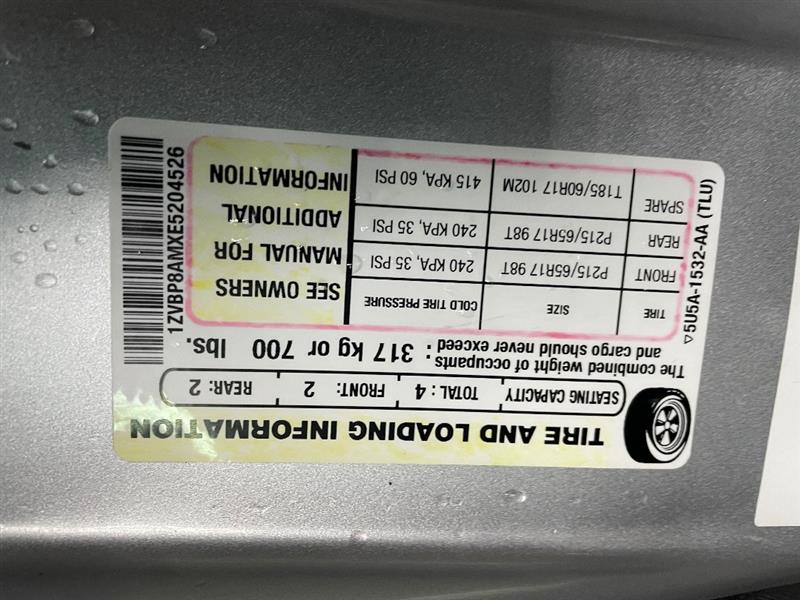 TIRE AND LOADING INFORMATION
SEATING CAPACITY TOTAL : 4 FRONT: 2 REAR: 2
The combined weight of occupants
and cargo should never exceed : 317 kg or 700 lbs.
TIRE SIZE COLD TIRE PRESSURE
FRONT P215/65R17 98T 240 KPA, 35 PSI
REAR P215/65R17 98T 240 KPA, 35 PSI
SPARE T185/60R17 102M 415 KPA, 60 PSI
SEE OWNERS
MANUAL FOR
ADDITIONAL
INFORMATION
5U5A-1532-AA (TLU)
1ZVBP8AMXE5204526